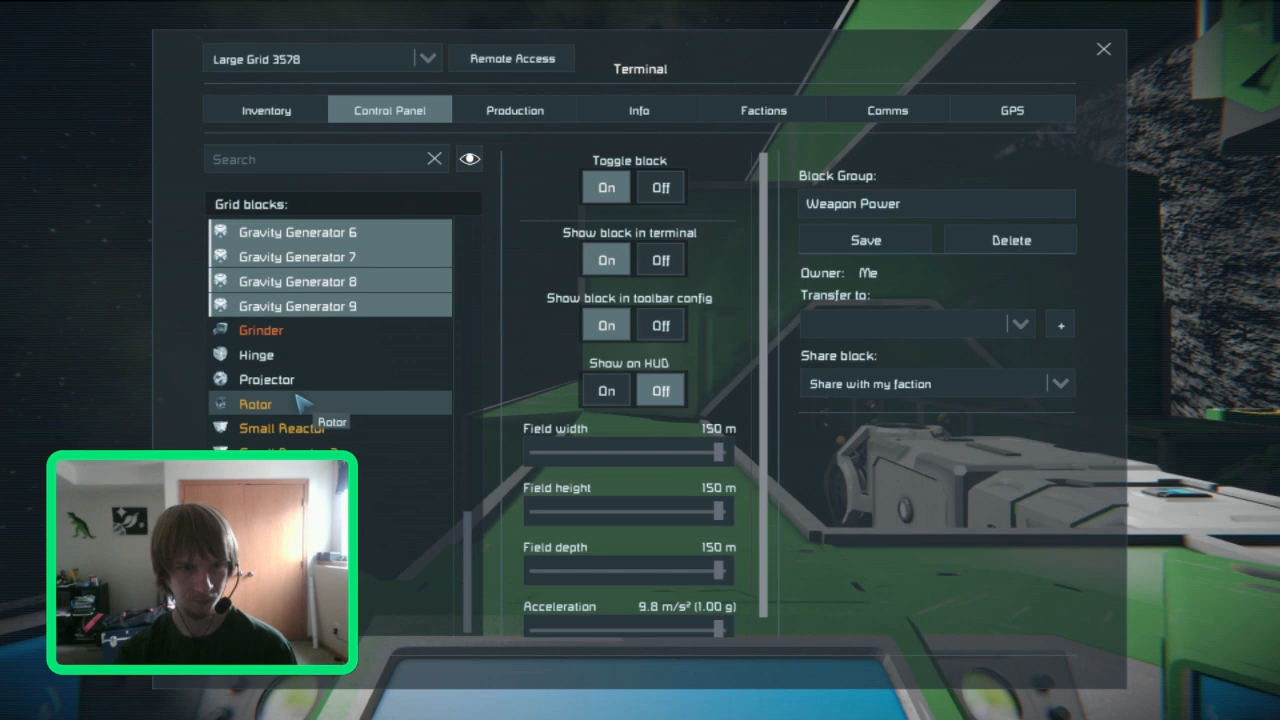 Large Grid 3578
Remote Access
Terminal
Inventory
Control Panel
Production
Info
Factions
Comms
GPS
Search
Grid blocks:
Gravity Generator 6
Gravity Generator 7
Gravity Generator 8
Gravity Generator 9
Grinder
Hinge
Projector
Rotor
Rotor
Small Reactor
Toggle block
On Off
Show block in terminal
On Off
Show block in toolbar config
On Off
Show on HUD
On Off
Field width 150 m
Field height 150 m
Field depth 150 m
Acceleration 9.8 m/s² (1.00 g)
Block Group:
Weapon Power
Save Delete
Owner: Me
Transfer to:
+
Share block:
Share with my faction